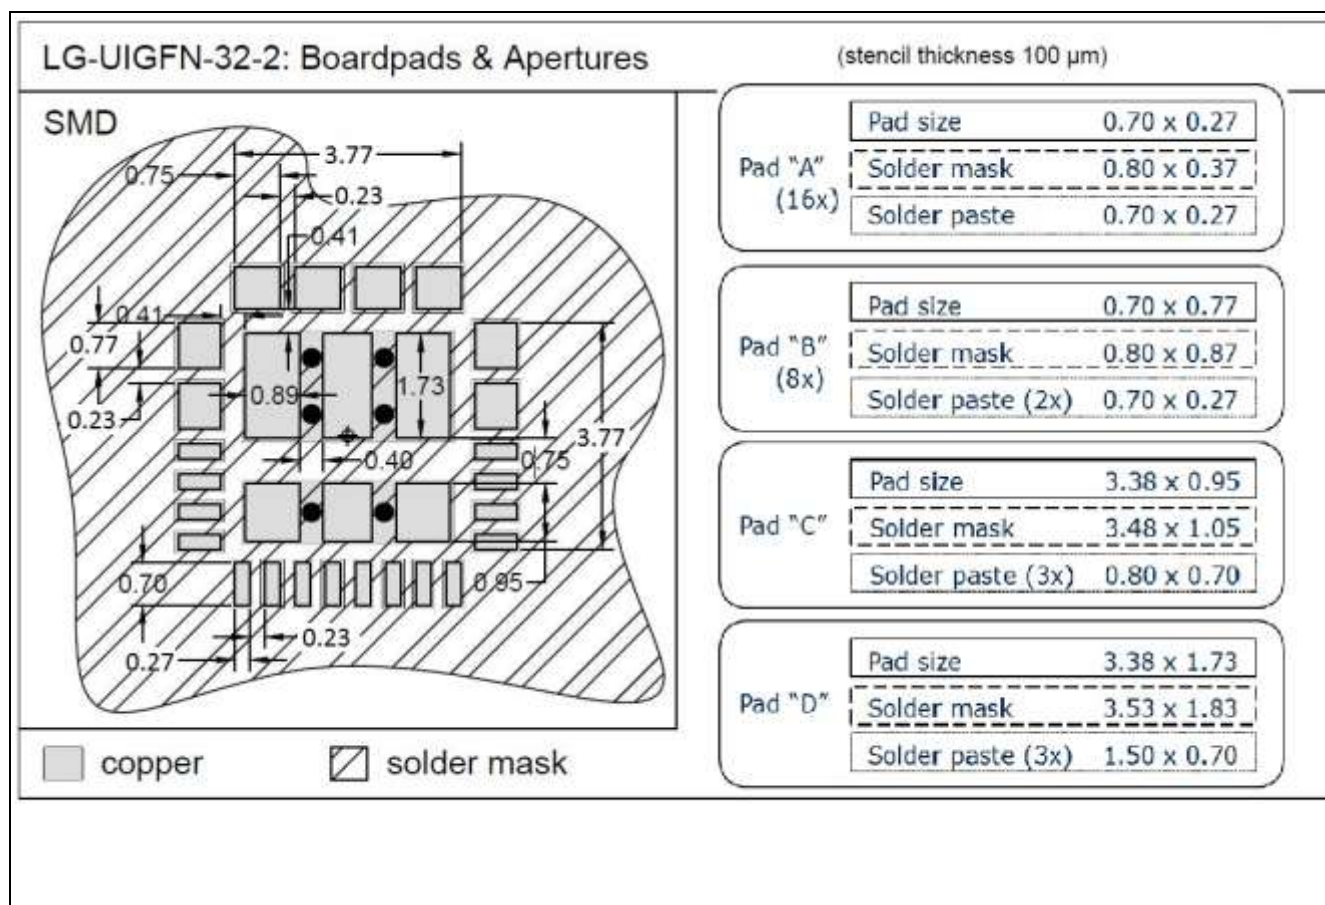 LG-UIGFN-32-2: Boardpads & Apertures
(stencil thickness 100 µm)
SMD
3.77
0.75
0.23
0.41
0.41
0.77
0.89
1.73
0.23
3.77
0.40
0.75
0.70
0.95
0.23
0.27
copper
solder mask
Pad "A"
(16x)
Pad size 0.70 x 0.27
Solder mask 0.80 x 0.37
Solder paste 0.70 x 0.27
Pad "B"
(8x)
Pad size 0.70 x 0.77
Solder mask 0.80 x 0.87
Solder paste (2x) 0.70 x 0.27
Pad "C"
Pad size 3.38 x 0.95
Solder mask 3.48 x 1.05
Solder paste (3x) 0.80 x 0.70
Pad "D"
Pad size 3.38 x 1.73
Solder mask 3.53 x 1.83
Solder paste (3x) 1.50 x 0.70